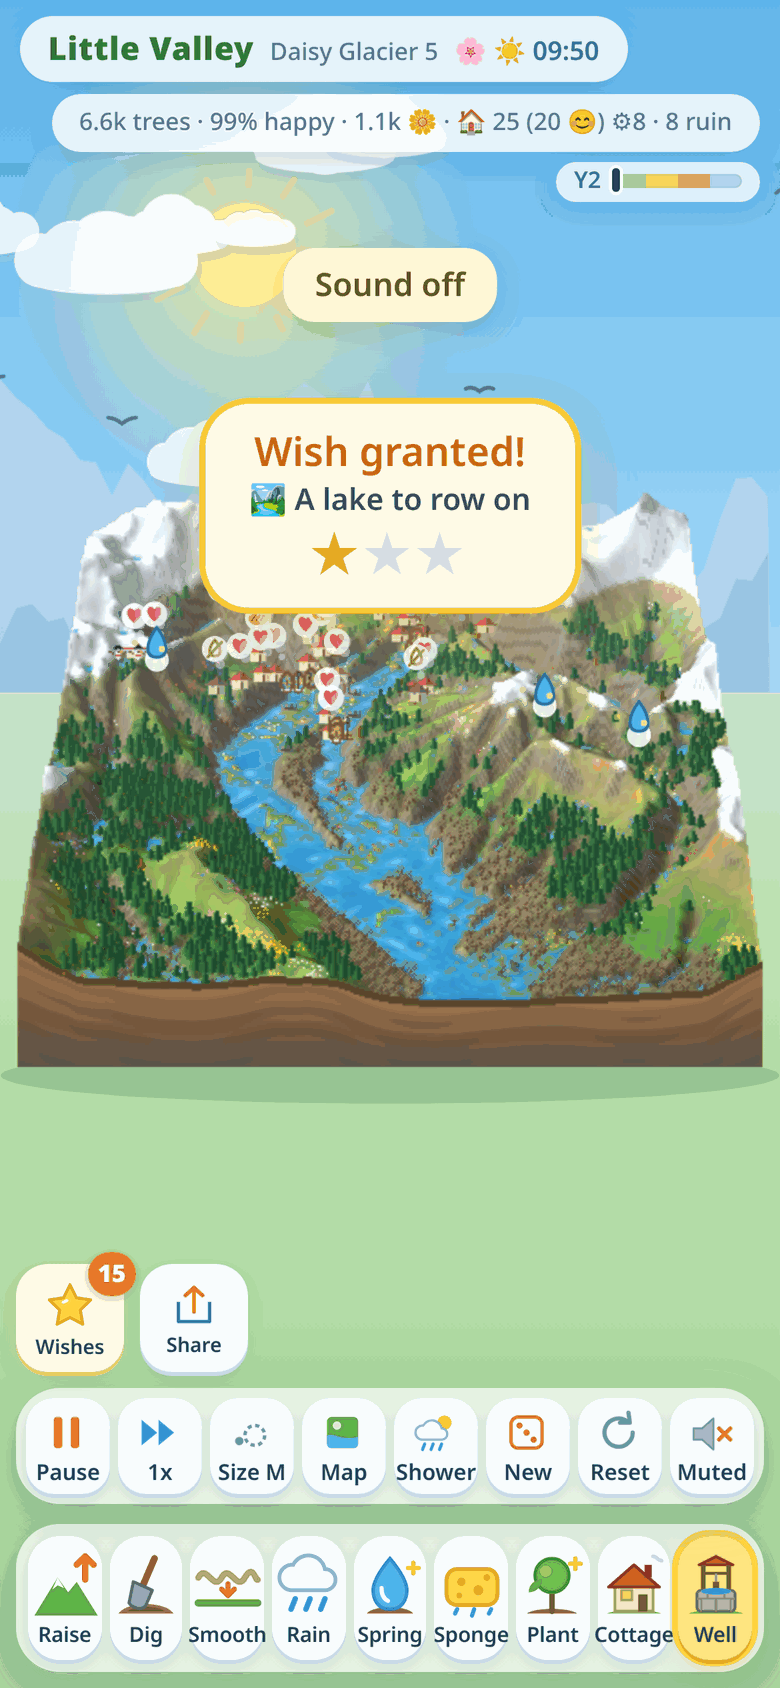 Little Valley Daisy Glacier 5 🌸 ☀️ 09:50
6.6k trees · 99% happy · 1.1k 🌼 · 🏠 25 (20 😊) ⚙8 · 8 ruin
Y2
Sound off
Wish granted!
🏞️ A lake to row on
15
Wishes
Share
Pause
1x
Size M
Map
Shower
New
Reset
Muted
Raise
Dig
Smooth
Rain
Spring
Sponge
Plant
Cottage
Well